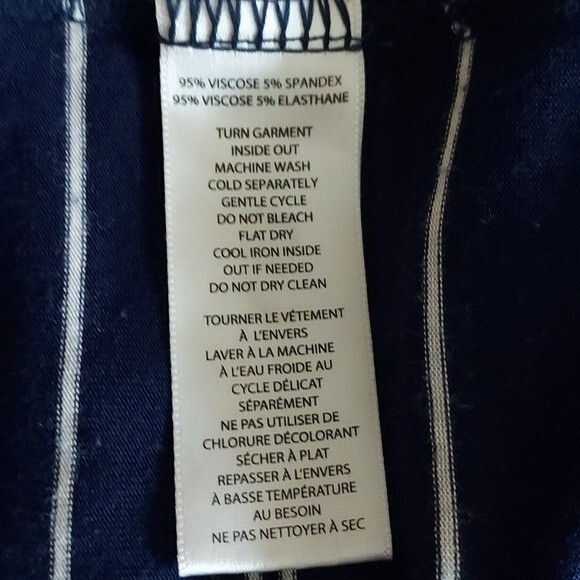 95% VISCOSE 5% SPANDEX
95% VISCOSE 5% ELASTHANE
TURN GARMENT
INSIDE OUT
MACHINE WASH
COLD SEPARATELY
GENTLE CYCLE
DO NOT BLEACH
FLAT DRY
COOL IRON INSIDE
OUT IF NEEDED
DO NOT DRY CLEAN
TOURNER LE VÉTEMENT
À L'ENVERS
LAVER À LA MACHINE
À L'EAU FROIDE AU
CYCLE DÉLICAT
SÉPARÉMENT
NE PAS UTILISER DE
CHLORURE DÉCOLORANT
SÉCHER À PLAT
REPASSER À L'ENVERS
À BASSE TEMPÉRATURE
AU BESOIN
NE PAS NETTOYER À SEC